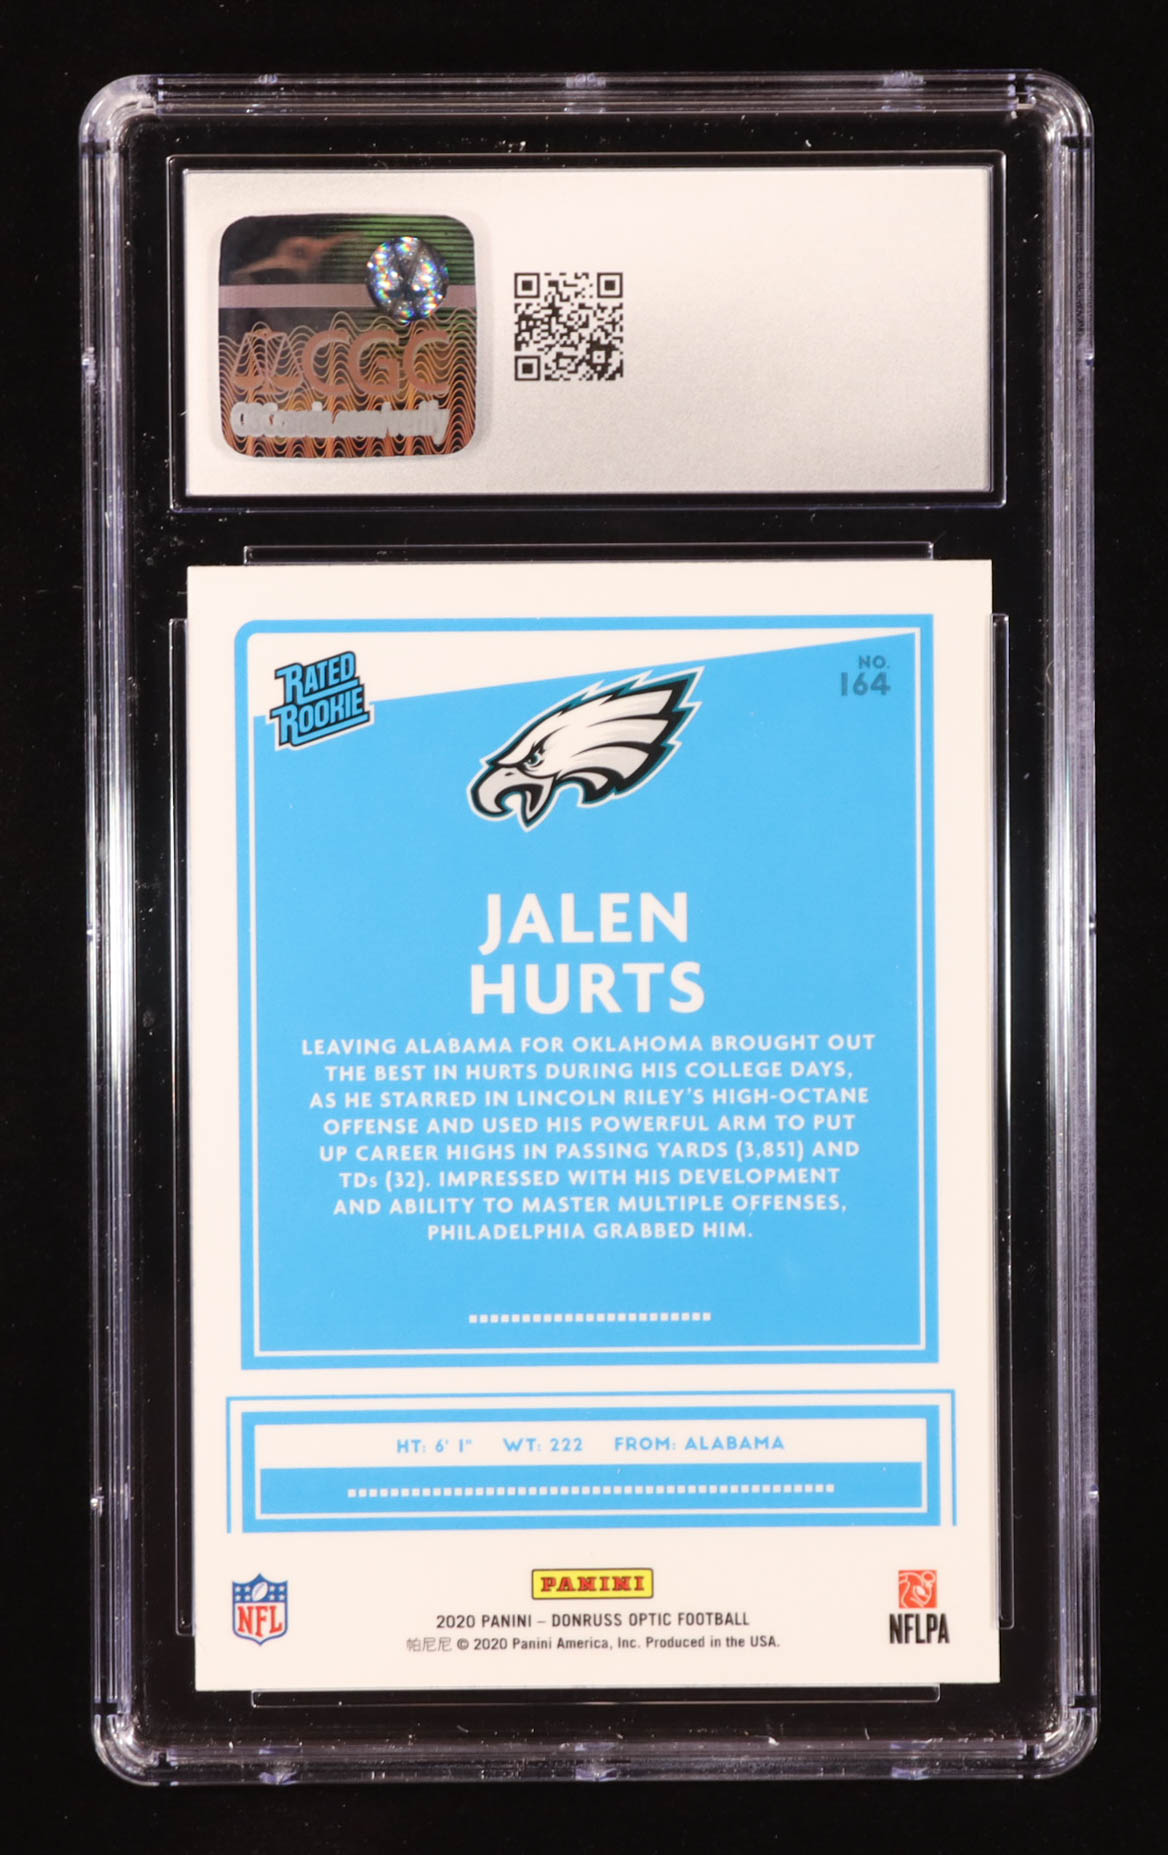 CGC
CGCcards.com/verify
RATED
ROOKIE
NO.
164
JALEN
HURTS
LEAVING ALABAMA FOR OKLAHOMA BROUGHT OUT
THE BEST IN HURTS DURING HIS COLLEGE DAYS,
AS HE STARRED IN LINCOLN RILEY'S HIGH-OCTANE
OFFENSE AND USED HIS POWERFUL ARM TO PUT
UP CAREER HIGHS IN PASSING YARDS (3,851) AND
TDs (32). IMPRESSED WITH HIS DEVELOPMENT
AND ABILITY TO MASTER MULTIPLE OFFENSES,
PHILADELPHIA GRABBED HIM.
HT: 6' 1" WT: 222 FROM: ALABAMA
NFL
PANINI
2020 PANINI – DONRUSS OPTIC FOOTBALL
帕尼尼 © 2020 Panini America, Inc. Produced in the USA.
NFLPA